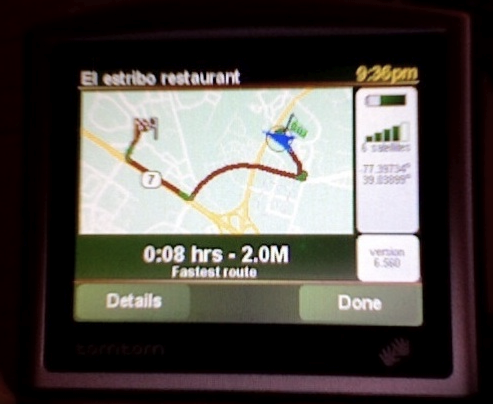 El estribo restaurant
9:36pm
6 satellites
-77.39734°
39.03899°
7
0:08 hrs - 2.0M
Fastest route
version
6.560
Details
Done
tomtom